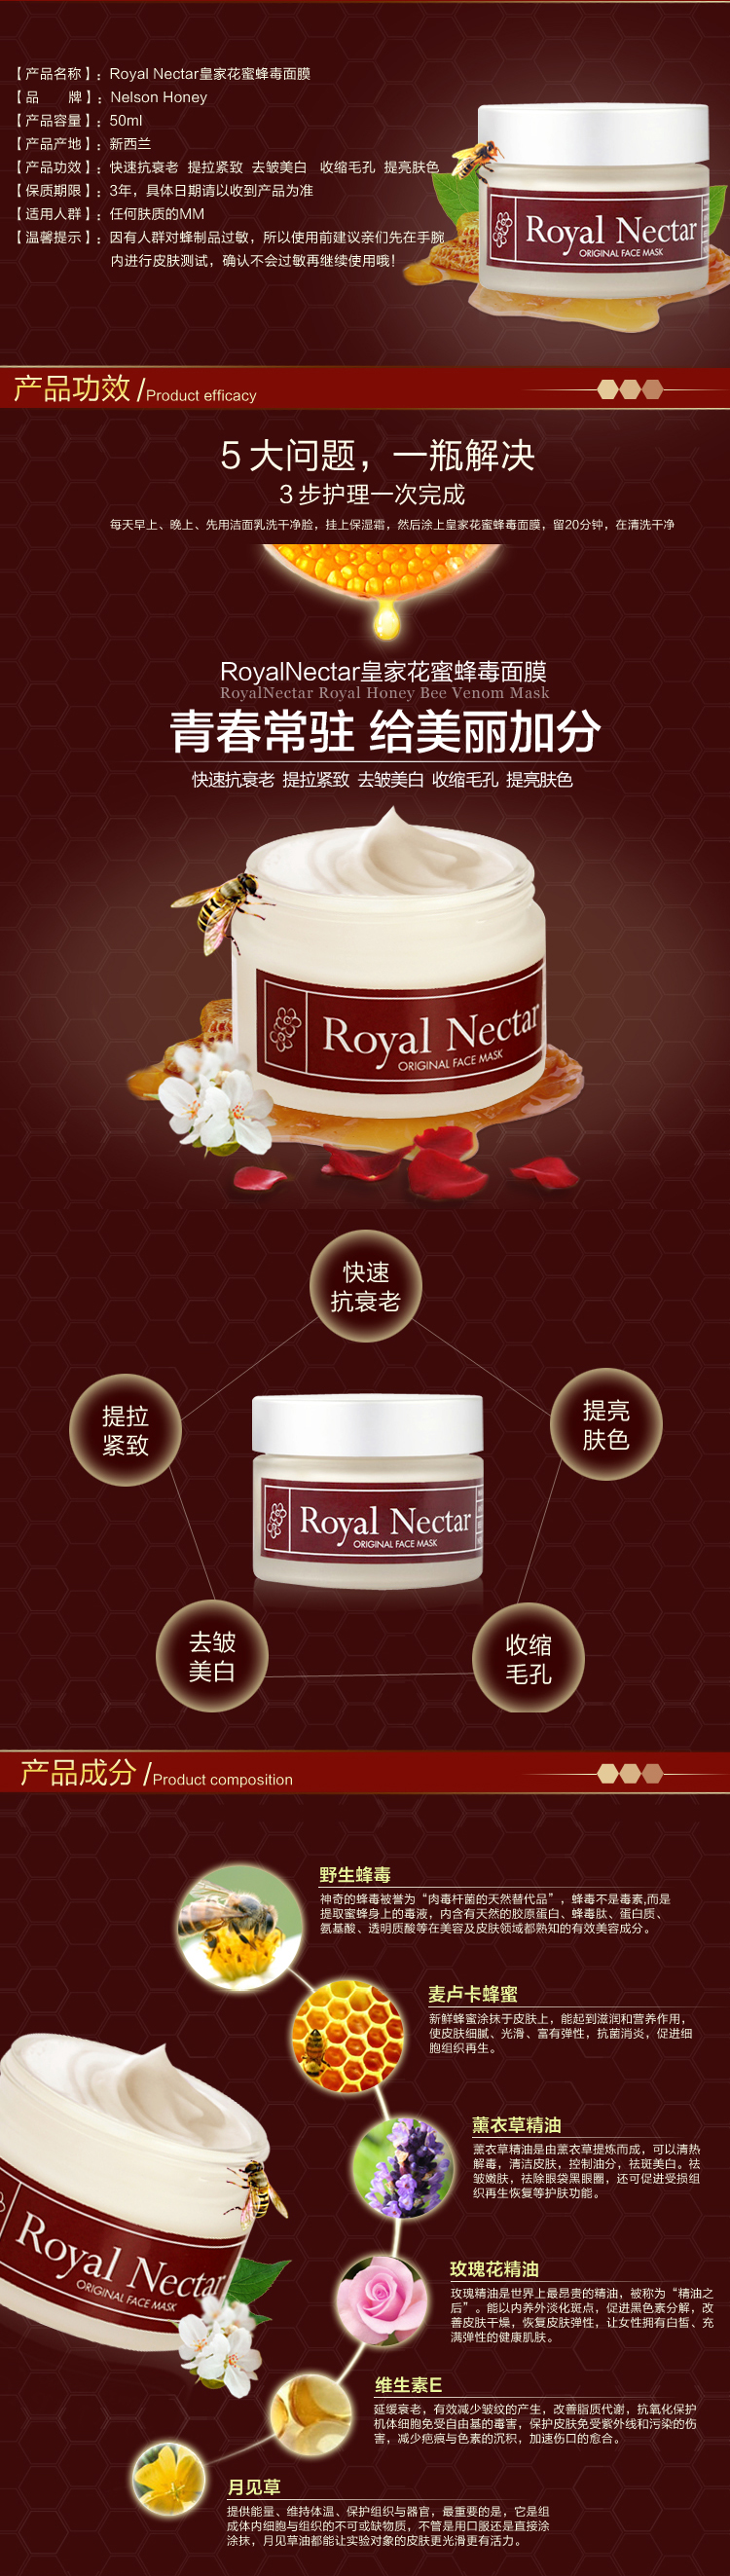 【 产品名称 】： Royal Nectar皇家花蜜蜂毒面膜
【 品 牌 】： Nelson Honey
【 产品容量 】： 50ml
【 产品产地 】： 新西兰
【 产品功效 】： 快速抗衰老 提拉紧致 去皱美白 收缩毛孔 提亮肤色
【 保质期限 】： 3年，具体日期请以收到产品为准
【 适用人群 】： 任何肤质的MM
【 温馨提示 】： 因有人群对蜂制品过敏，所以使用前建议亲们先在手腕
内进行皮肤测试，确认不会过敏再继续使用哦！
Royal Nectar
ORIGINAL FACE MASK
产品功效 /Product efficacy
5 大问题，一瓶解决
3 步护理一次完成
每天早上、晚上、先用洁面乳洗干净脸，挂上保湿霜，然后涂上皇家花蜜蜂毒面膜，留20分钟，在清洗干净
RoyalNectar皇家花蜜蜂毒面膜
RoyalNectar Royal Honey Bee Venom Mask
青春常驻 给美丽加分
快速抗衰老 提拉紧致 去皱美白 收缩毛孔 提亮肤色
Royal Nectar
ORIGINAL FACE MASK
快速
抗衰老
提拉
紧致
提亮
肤色
Royal Nectar
ORIGINAL FACE MASK
去皱
美白
收缩
毛孔
产品成分 /Product composition
野生蜂毒
神奇的蜂毒被誉为“肉毒杆菌的天然替代品”，蜂毒不是毒素,而是
提取蜜蜂身上的毒液，内含有天然的胶原蛋白、蜂毒肽、蛋白质、
氨基酸、透明质酸等在美容及皮肤领域都熟知的有效美容成分。
麦卢卡蜂蜜
新鲜蜂蜜涂抹于皮肤上，能起到滋润和营养作用，
使皮肤细腻、光滑、富有弹性，抗菌消炎，促进细
胞组织再生。
薰衣草精油
薰衣草精油是由薰衣草提炼而成，可以清热
解毒，清洁皮肤，控制油分，祛斑美白。祛
皱嫩肤，祛除眼袋黑眼圈，还可促进受损组
织再生恢复等护肤功能。
Royal Nectar
ORIGINAL FACE MASK
玫瑰花精油
玫瑰精油是世界上最昂贵的精油，被称为“精油之
后”。能以内养外淡化斑点，促进黑色素分解，改
善皮肤干燥，恢复皮肤弹性，让女性拥有白皙、充
满弹性的健康肌肤。
维生素E
延缓衰老，有效减少皱纹的产生，改善脂质代谢，抗氧化保护
机体细胞免受自由基的毒害，保护皮肤免受紫外线和污染的伤
害，减少疤痕与色素的沉积，加速伤口的愈合。
月见草
提供能量、维持体温、保护组织与器官，最重要的是，它是组
成体内细胞与组织的不可或缺物质，不管是用口服还是直接涂
涂抹，月见草油都能让实验对象的皮肤更光滑更有活力。